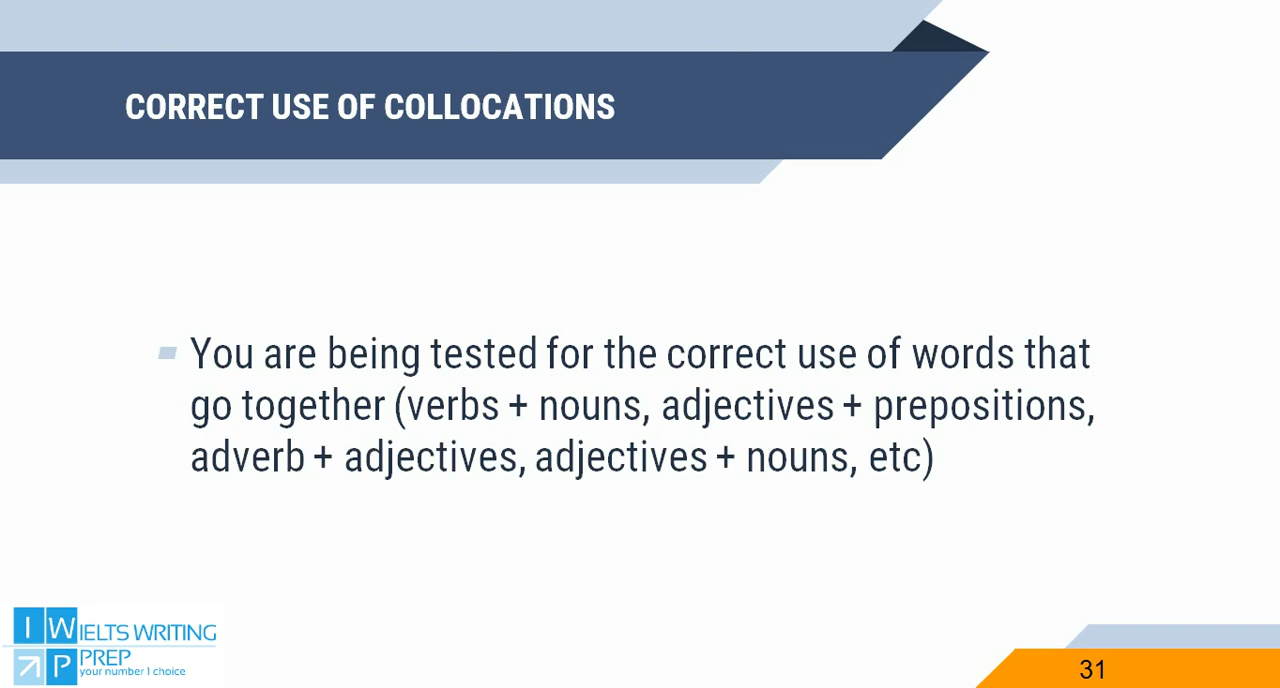 CORRECT USE OF COLLOCATIONS
You are being tested for the correct use of words that
go together (verbs + nouns, adjectives + prepositions,
adverb + adjectives, adjectives + nouns, etc)
I W
P
IELTS WRITING
PREP
your number 1 choice
31